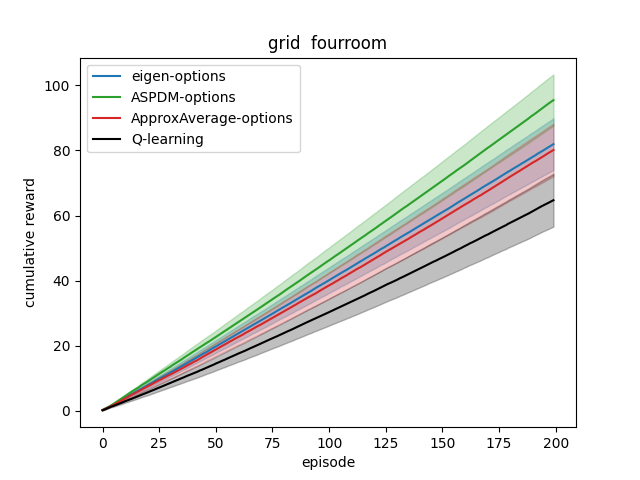 grid fourroom
eigen-options
ASPDM-options
ApproxAverage-options
Q-learning
cumulative reward
100
80
60
40
20
0
0 25 50 75 100 125 150 175 200
episode